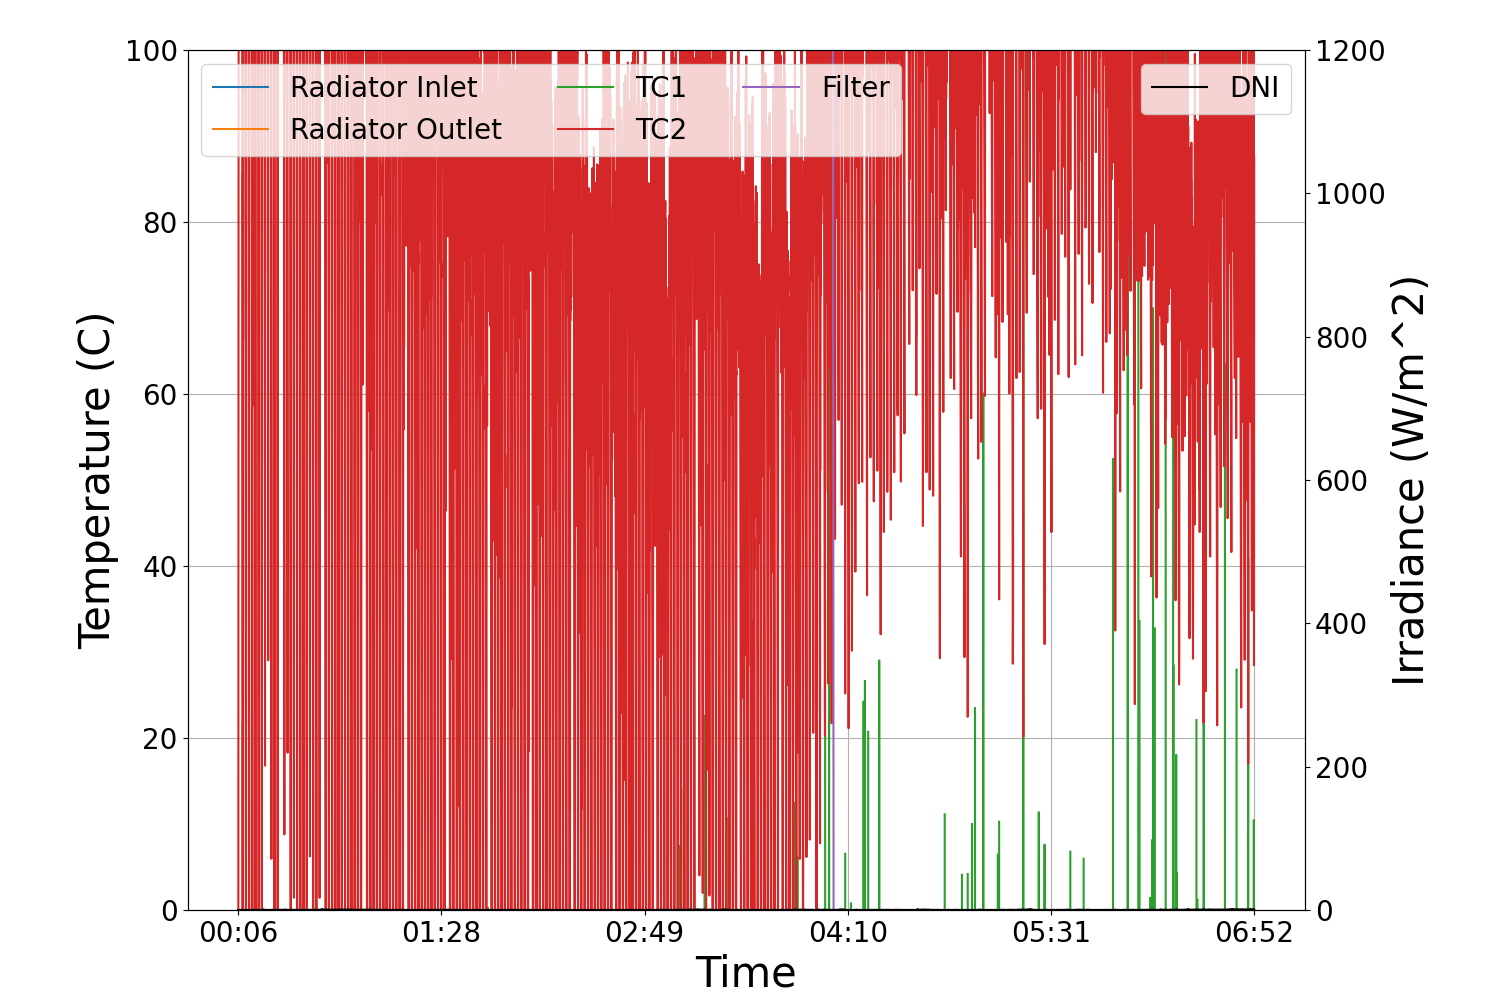 Radiator Inlet
Radiator Outlet
TC1
TC2
Filter
DNI
Temperature (C)
100
80
60
40
20
0
1200
1000
800
600
400
200
0
Irradiance (W/m^2)
00:06 01:28 02:49 04:10 05:31 06:52
Time